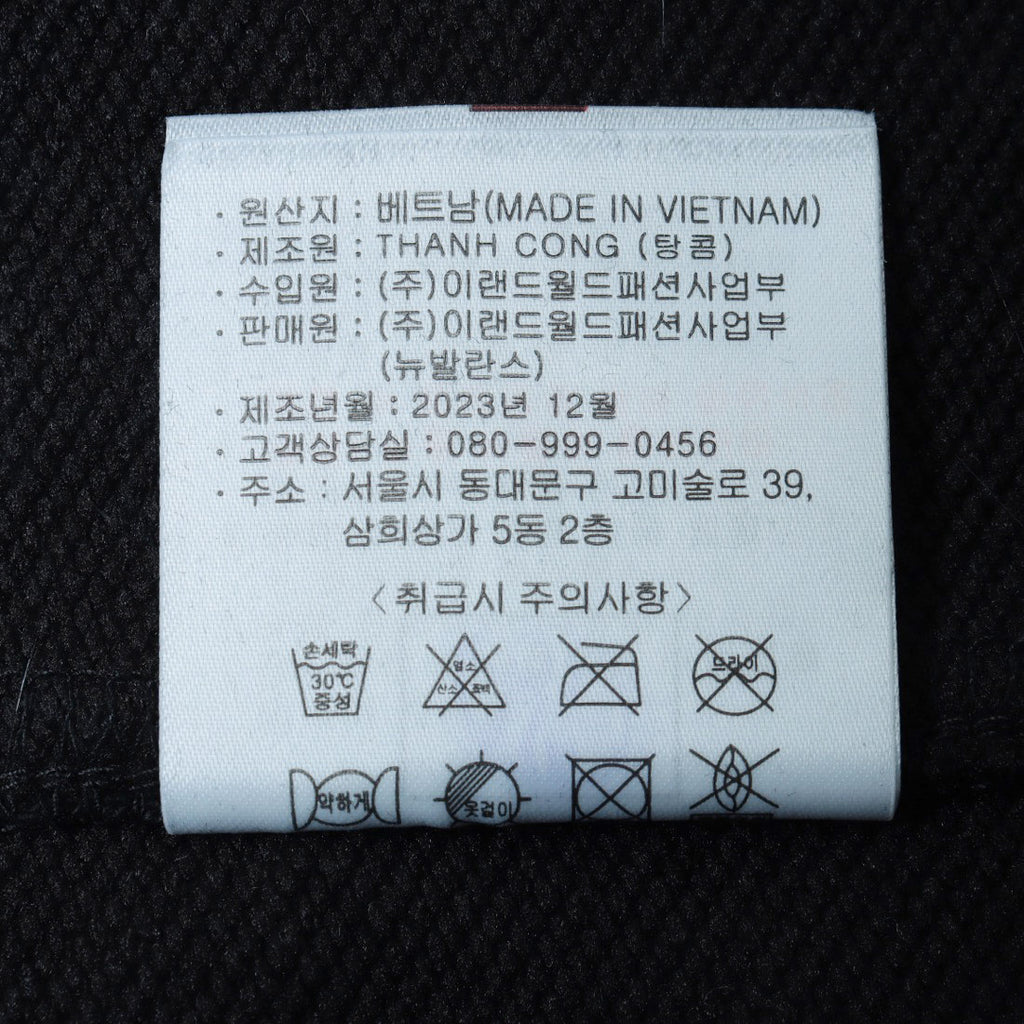 · 원산지 : 베트남(MADE IN VIETNAM)
· 제조원 : THANH CONG (탕콤)
· 수입원 : (주)이랜드월드패션사업부
· 판매원 : (주)이랜드월드패션사업부
(뉴발란스)
· 제조년월 : 2023년 12월
· 고객상담실 : 080-999-0456
· 주소 : 서울시 동대문구 고미술로 39,
삼희상가 5동 2층
<취급시 주의사항>
손세탁
30℃
중성
염소
산소 표백
드라이
약하게
옷걸이